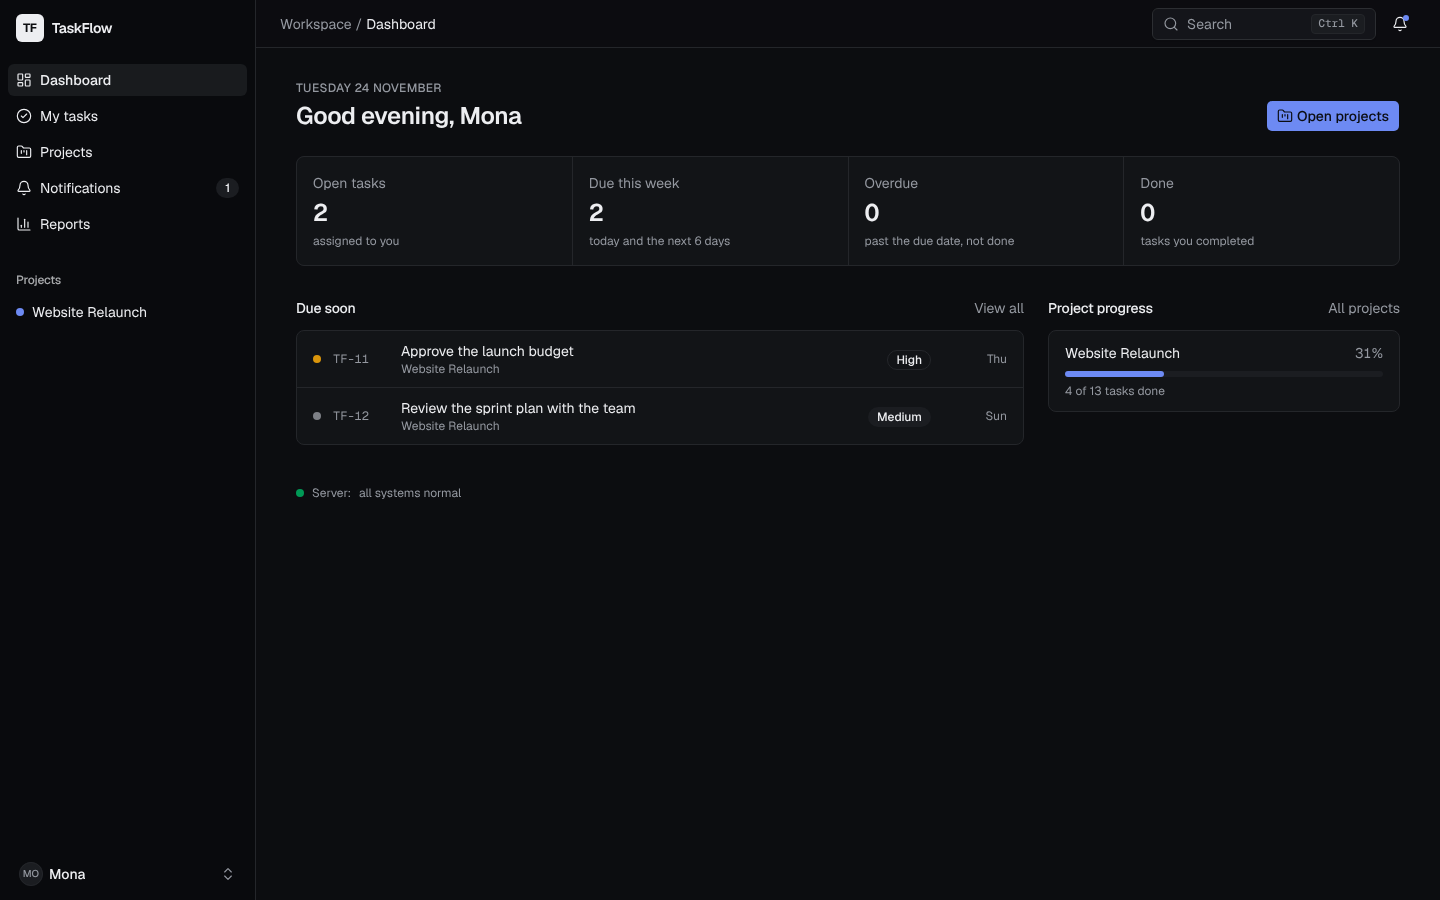 TF TaskFlow
Dashboard
My tasks
Projects
Notifications 1
Reports
Projects
Website Relaunch
MO Mona
Workspace / Dashboard
Search Ctrl K
TUESDAY 24 NOVEMBER
Good evening, Mona
Open projects
Open tasks
2
assigned to you
Due this week
2
today and the next 6 days
Overdue
0
past the due date, not done
Done
0
tasks you completed
Due soon View all
TF-11 Approve the launch budget High Thu
Website Relaunch
TF-12 Review the sprint plan with the team Medium Sun
Website Relaunch
Project progress All projects
Website Relaunch 31%
4 of 13 tasks done
Server: all systems normal